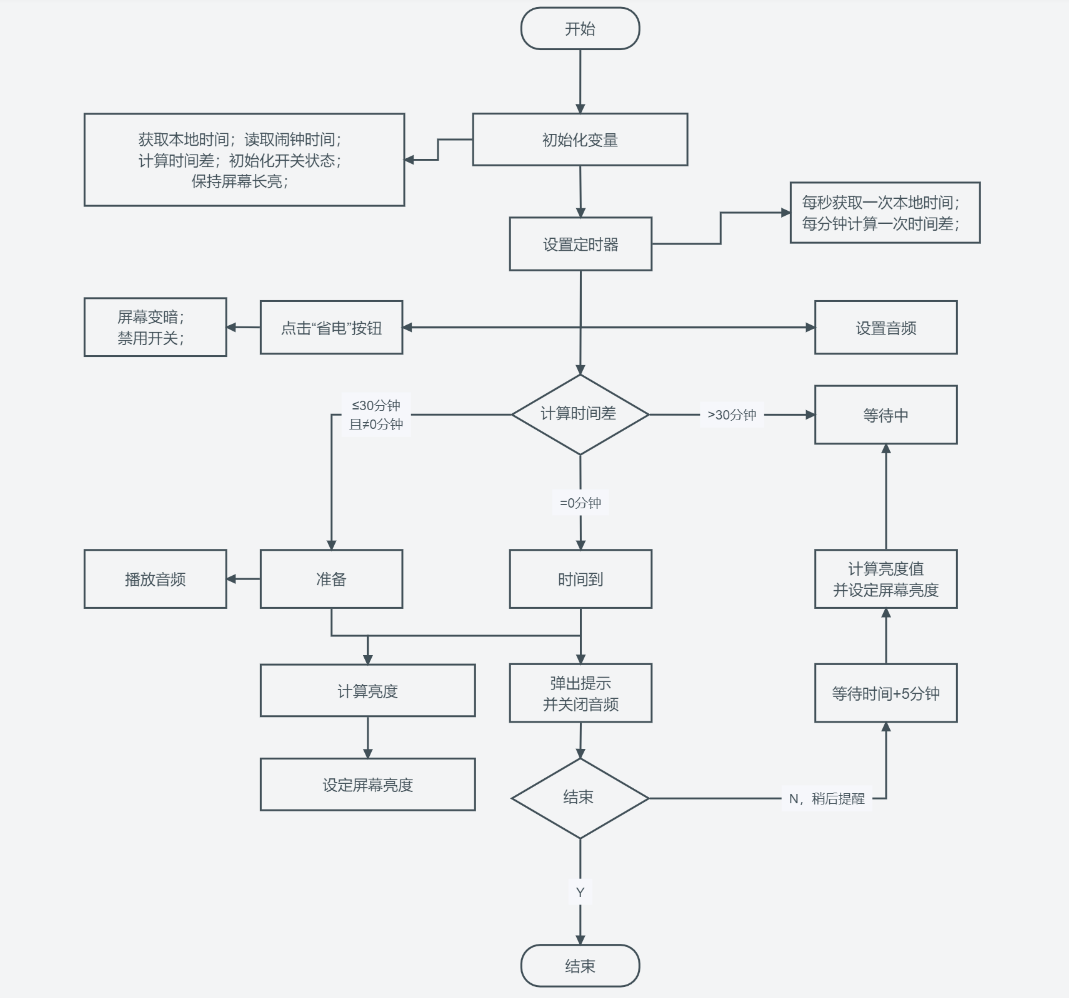 开始
初始化变量
获取本地时间；读取闹钟时间；
计算时间差；初始化开关状态；
保持屏幕长亮；
每秒获取一次本地时间；
每分钟计算一次时间差；
设置定时器
屏幕变暗；
禁用开关；
点击“省电”按钮
设置音频
≤30分钟
且≠0分钟
计算时间差
>30分钟
等待中
=0分钟
播放音频
准备
时间到
计算亮度值
并设定屏幕亮度
计算亮度
弹出提示
并关闭音频
等待时间+5分钟
设定屏幕亮度
结束
N，稍后提醒
Y
结束